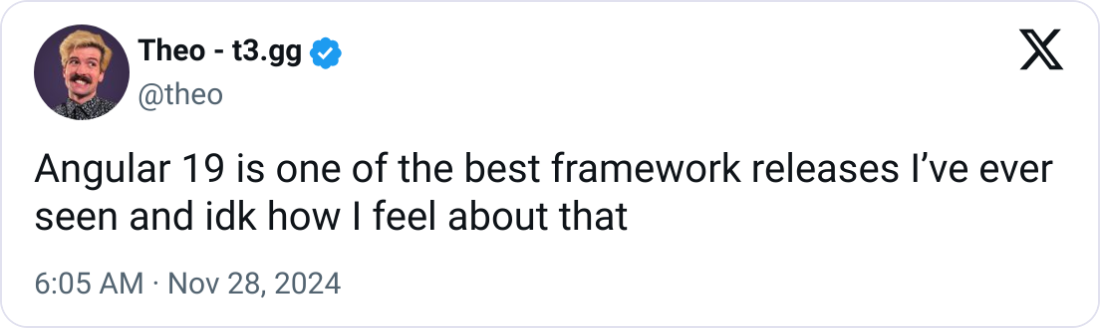 Theo - t3.gg
@theo
Angular 19 is one of the best framework releases I’ve ever
seen and idk how I feel about that
6:05 AM · Nov 28, 2024